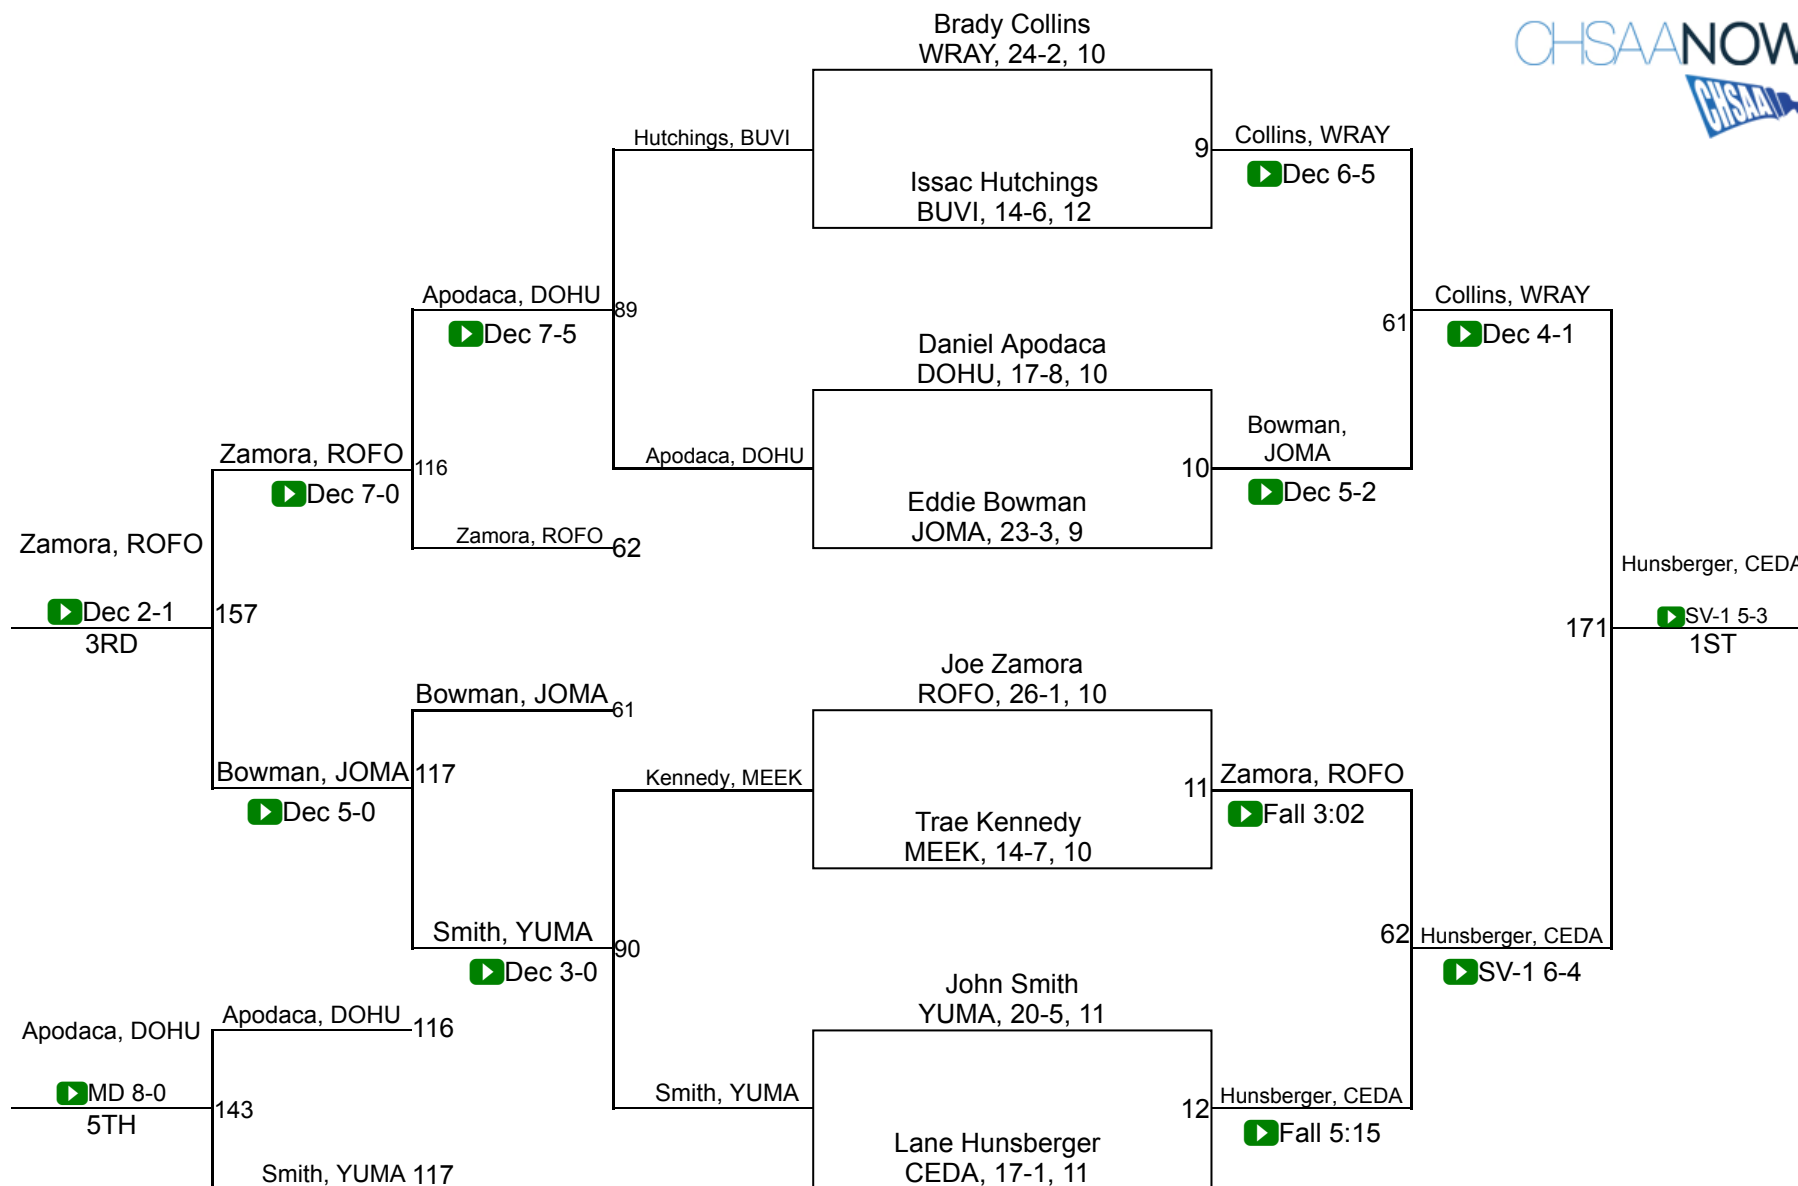 CHSAANOW
CHSAA
Brady Collins
WRAY, 24-2, 10
Hutchings, BUVI
9
Collins, WRAY
Dec 6-5
Issac Hutchings
BUVI, 14-6, 12
Apodaca, DOHU
89
Dec 7-5
Collins, WRAY
61
Dec 4-1
Daniel Apodaca
DOHU, 17-8, 10
Zamora, ROFO
116
Dec 7-0
Apodaca, DOHU
10
Bowman,
JOMA
Dec 5-2
Eddie Bowman
JOMA, 23-3, 9
Zamora, ROFO
Zamora, ROFO
62
Hunsberger, CEDA
Dec 2-1
157
3RD
171
SV-1 5-3
1ST
Joe Zamora
ROFO, 26-1, 10
Bowman, JOMA
61
Bowman, JOMA
117
Dec 5-0
Kennedy, MEEK
11
Zamora, ROFO
Fall 3:02
Trae Kennedy
MEEK, 14-7, 10
Smith, YUMA
90
Dec 3-0
62
Hunsberger, CEDA
SV-1 6-4
John Smith
YUMA, 20-5, 11
Apodaca, DOHU
Apodaca, DOHU
116
MD 8-0
143
5TH
Smith, YUMA
12
Hunsberger, CEDA
Fall 5:15
Lane Hunsberger
CEDA, 17-1, 11
Smith, YUMA
117